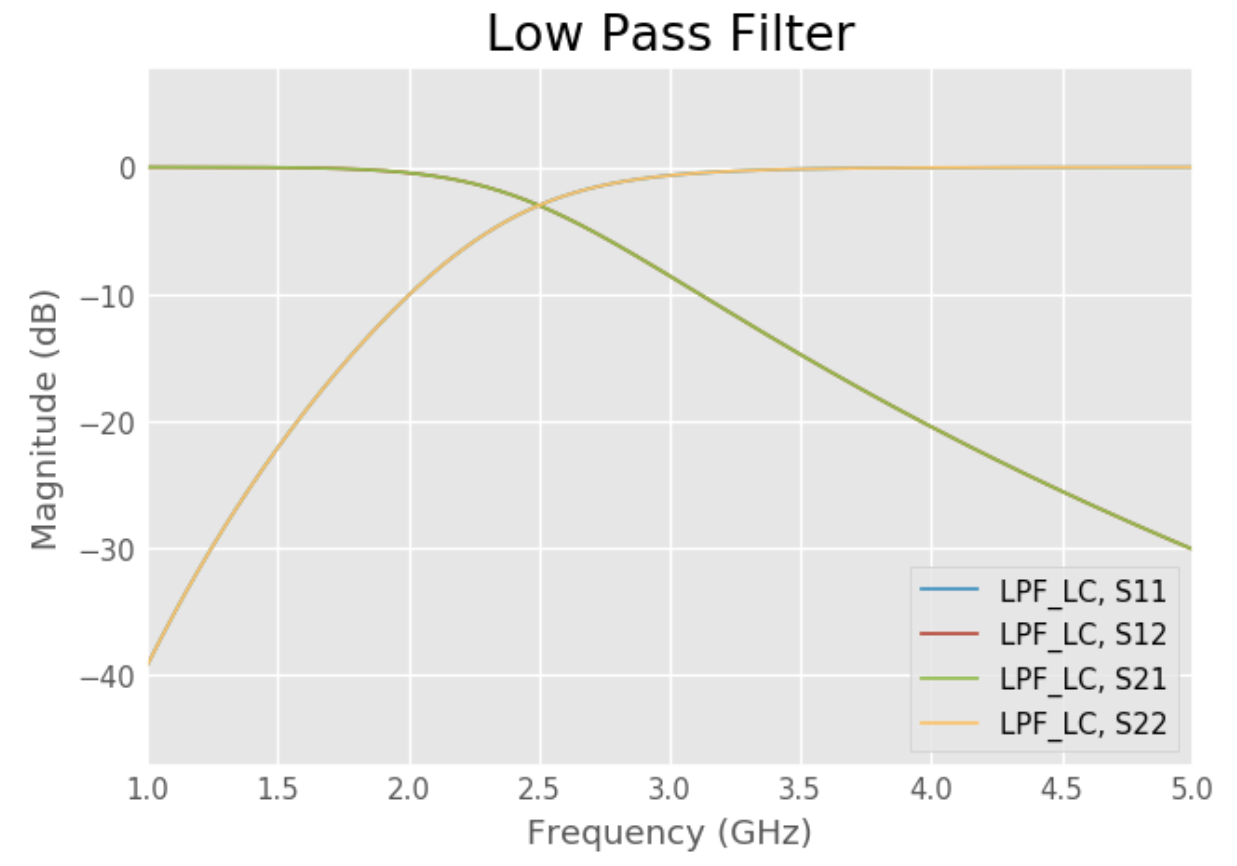 Low Pass Filter
0
−10
−20
−30
−40
Magnitude (dB)
LPF_LC, S11
LPF_LC, S12
LPF_LC, S21
LPF_LC, S22
1.0 1.5 2.0 2.5 3.0 3.5 4.0 4.5 5.0
Frequency (GHz)